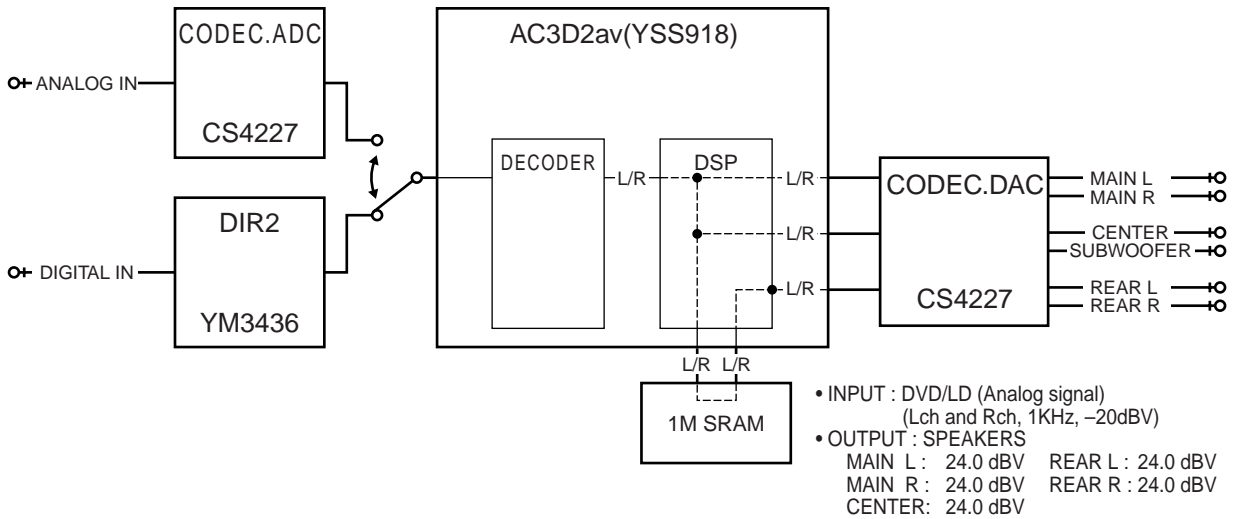 CODEC.ADC
CS4227
ANALOG IN
DIR2
YM3436
DIGITAL IN
AC3D2av(YSS918)
DECODER
L/R
DSP
L/R
L/R
L/R
L/R L/R
1M SRAM
CODEC.DAC
CS4227
MAIN L
MAIN R
CENTER
SUBWOOFER
REAR L
REAR R
• INPUT : DVD/LD (Analog signal)
(Lch and Rch, 1KHz, –20dBV)
• OUTPUT : SPEAKERS
MAIN L : 24.0 dBV REAR L : 24.0 dBV
MAIN R : 24.0 dBV REAR R : 24.0 dBV
CENTER: 24.0 dBV